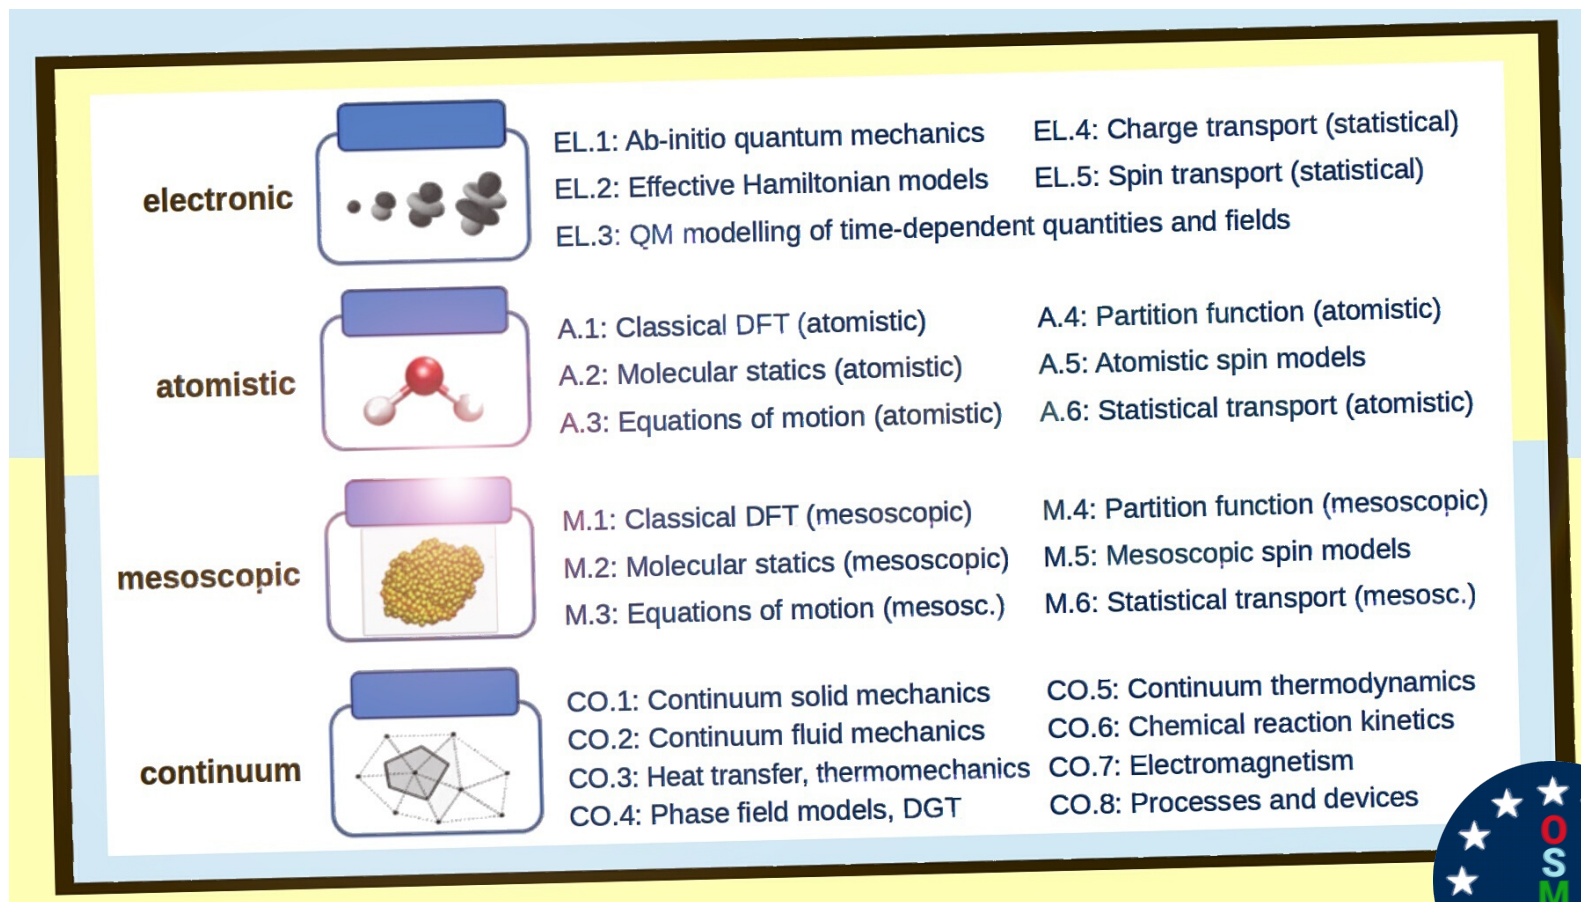 electronic
EL.1: Ab-initio quantum mechanics
EL.4: Charge transport (statistical)
EL.2: Effective Hamiltonian models
EL.5: Spin transport (statistical)
EL.3: QM modelling of time-dependent quantities and fields
atomistic
A.1: Classical DFT (atomistic)
A.4: Partition function (atomistic)
A.2: Molecular statics (atomistic)
A.5: Atomistic spin models
A.3: Equations of motion (atomistic)
A.6: Statistical transport (atomistic)
mesoscopic
M.1: Classical DFT (mesoscopic)
M.4: Partition function (mesoscopic)
M.2: Molecular statics (mesoscopic)
M.5: Mesoscopic spin models
M.3: Equations of motion (mesosc.)
M.6: Statistical transport (mesosc.)
continuum
CO.1: Continuum solid mechanics
CO.5: Continuum thermodynamics
CO.2: Continuum fluid mechanics
CO.6: Chemical reaction kinetics
CO.3: Heat transfer, thermomechanics
CO.7: Electromagnetism
CO.4: Phase field models, DGT
CO.8: Processes and devices
O
S
M